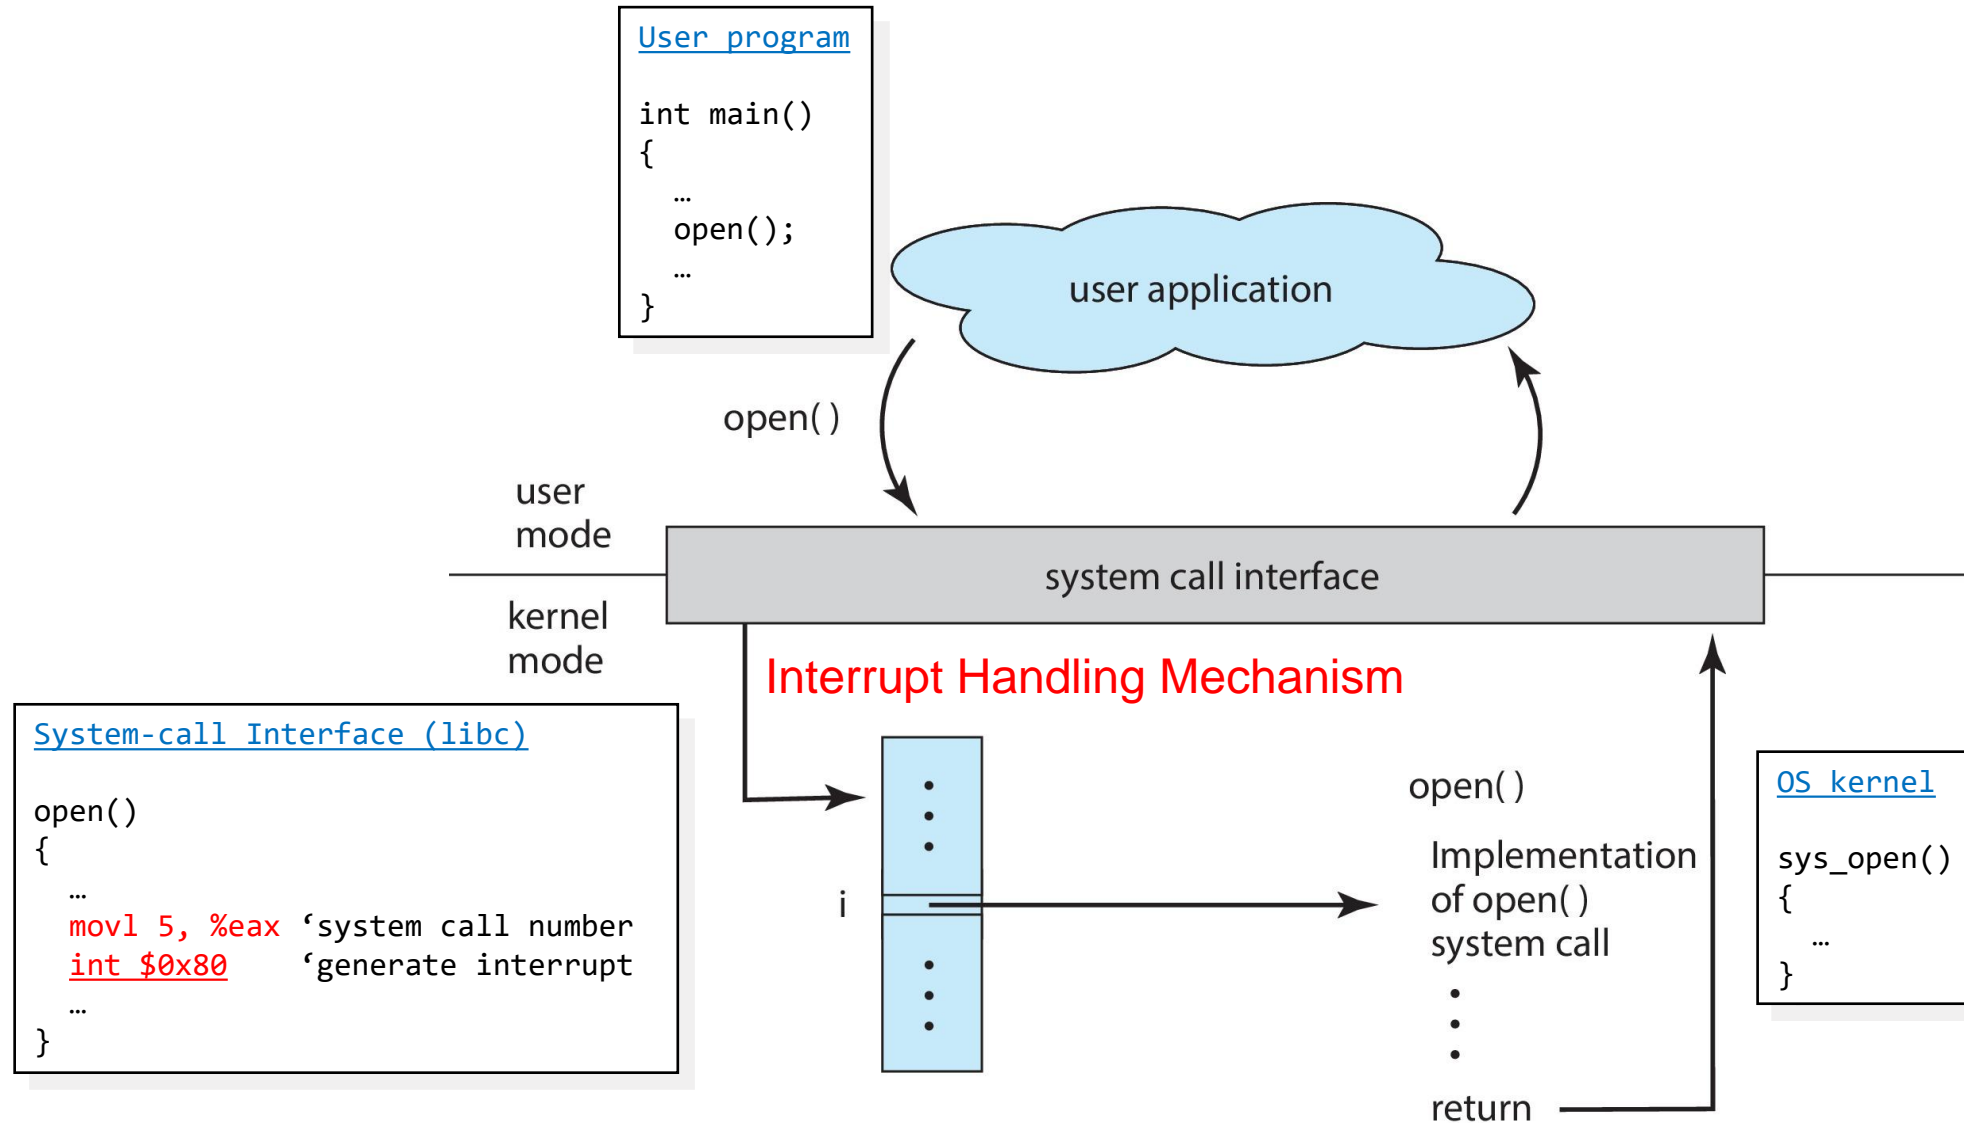 User program
int main()
{
…
open();
…
}
user application
open( )
user
mode
system call interface
kernel
mode
Interrupt Handling Mechanism
System-call Interface (libc)
open()
{
…
movl 5, %eax ‘system call number
int $0x80 ‘generate interrupt
…
}
i
open( )
Implementation
of open( )
system call
return
OS kernel
sys_open()
{
…
}